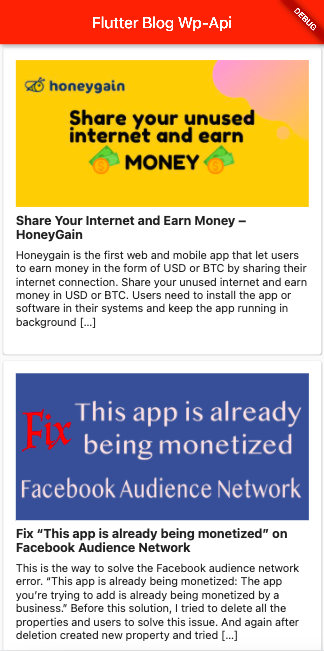 Flutter Blog Wp-Api
DEBUG
honeygain
Share your unused
internet and earn
MONEY
Share Your Internet and Earn Money –
HoneyGain
Honeygain is the first web and mobile app that let users
to earn money in the form of USD or BTC by sharing their
internet connection. Share your unused internet and earn
money in USD or BTC. Users need to install the app or
software in their systems and keep the app running in
background […]
Fix This app is already
being monetized
Facebook Audience Network
Fix “This app is already being monetized” on
Facebook Audience Network
This is the way to solve the Facebook audience network
error. “This app is already being monetized: The app
you’re trying to add is already being monetized by a
business.” Before this solution, I tried to delete all the
properties and users to solve this issue. And again after
deletion created new property and tried […]